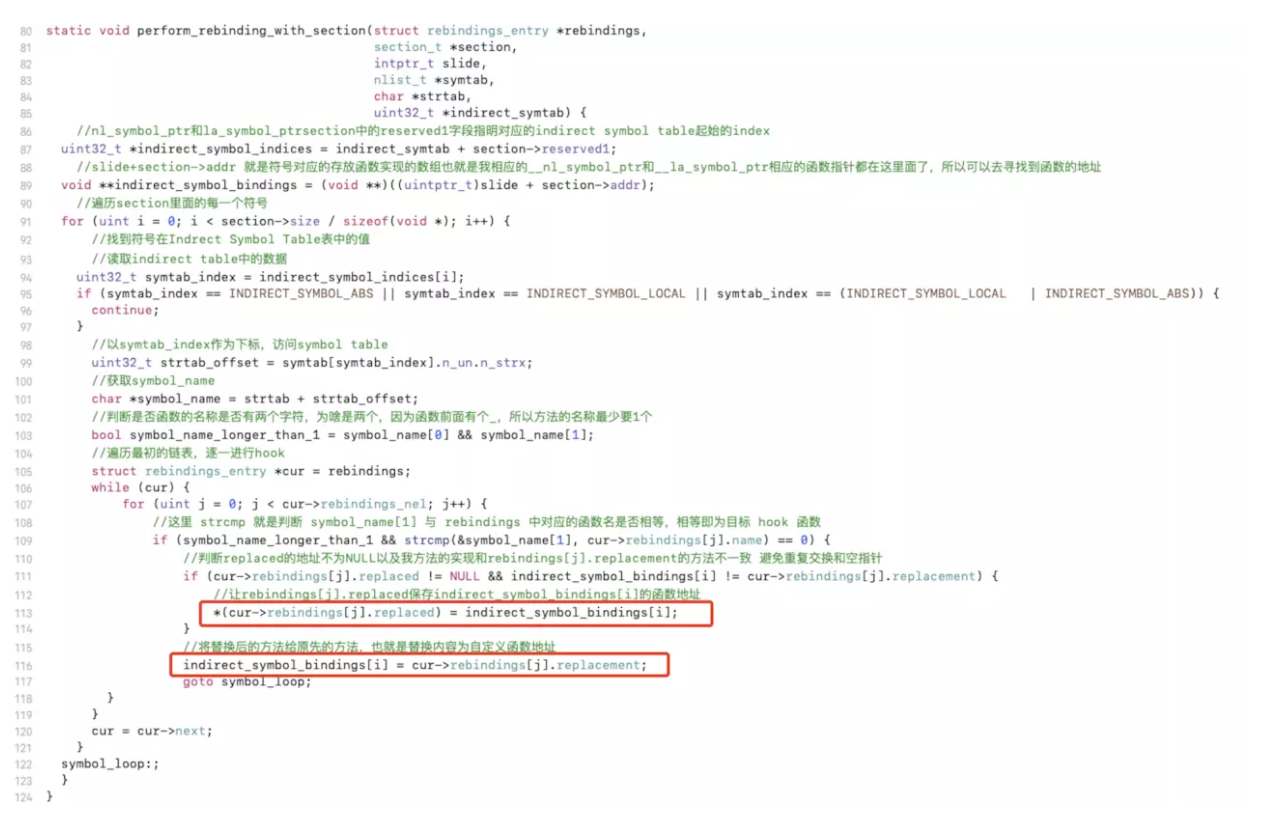 80 static void perform_rebinding_with_section(struct rebindings_entry *rebindings,
81 section_t *section,
82 intptr_t slide,
83 nlist_t *symtab,
84 char *strtab,
85 uint32_t *indirect_symtab) {
86 //nl_symbol_ptr和la_symbol_ptrsection中的reserved1字段指明对应的indirect symbol table起始的index
87 uint32_t *indirect_symbol_indices = indirect_symtab + section->reserved1;
88 //slide+section->addr 就是符号对应的存放函数实现的数组也就是我相应的__nl_symbol_ptr和__la_symbol_ptr相应的函数指针都在这里面了，所以可以去寻找到函数的地址
89 void **indirect_symbol_bindings = (void **)((uintptr_t)slide + section->addr);
90 //遍历section里面的每一个符号
91 for (uint i = 0; i < section->size / sizeof(void *); i++) {
92 //找到符号在Indrect Symbol Table表中的值
93 //读取indirect table中的数据
94 uint32_t symtab_index = indirect_symbol_indices[i];
95 if (symtab_index == INDIRECT_SYMBOL_ABS || symtab_index == INDIRECT_SYMBOL_LOCAL || symtab_index == (INDIRECT_SYMBOL_LOCAL | INDIRECT_SYMBOL_ABS)) {
96 continue;
97 }
98 //以symtab_index作为下标，访问symbol table
99 uint32_t strtab_offset = symtab[symtab_index].n_un.n_strx;
100 //获取symbol_name
101 char *symbol_name = strtab + strtab_offset;
102 //判断是否函数的名称是否有两个字符，为啥是两个，因为函数前面有个_，所以方法的名称最少要1个
103 bool symbol_name_longer_than_1 = symbol_name[0] && symbol_name[1];
104 //遍历最初的链表，逐一进行hook
105 struct rebindings_entry *cur = rebindings;
106 while (cur) {
107 for (uint j = 0; j < cur->rebindings_nel; j++) {
108 //这里 strcmp 就是判断 symbol_name[1] 与 rebindings 中对应的函数名是否相等，相等即为目标 hook 函数
109 if (symbol_name_longer_than_1 && strcmp(&symbol_name[1], cur->rebindings[j].name) == 0) {
110 //判断replaced的地址不为NULL以及我方法的实现和rebindings[j].replacement的方法不一致 避免重复交换和空指针
111 if (cur->rebindings[j].replaced != NULL && indirect_symbol_bindings[i] != cur->rebindings[j].replacement) {
112 //让rebindings[j].replaced保存indirect_symbol_bindings[i]的函数地址
113 *(cur->rebindings[j].replaced) = indirect_symbol_bindings[i];
114 }
115 //将替换后的方法给原先的方法，也就是替换内容为自定义函数地址
116 indirect_symbol_bindings[i] = cur->rebindings[j].replacement;
117 goto symbol_loop;
118 }
119 }
120 cur = cur->next;
121 }
122 symbol_loop:;
123 }
124 }